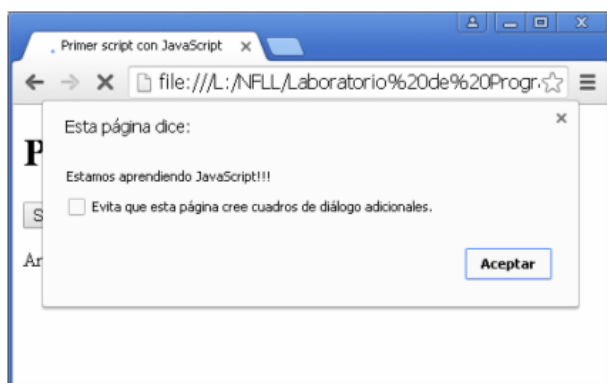 Primer script con JavaScript
file:///L:/NFLL/Laboratorio%20de%20Progr
Esta página dice:
P
Estamos aprendiendo JavaScript!!!
S
Evita que esta página cree cuadros de diálogo adicionales.
Ar
Aceptar